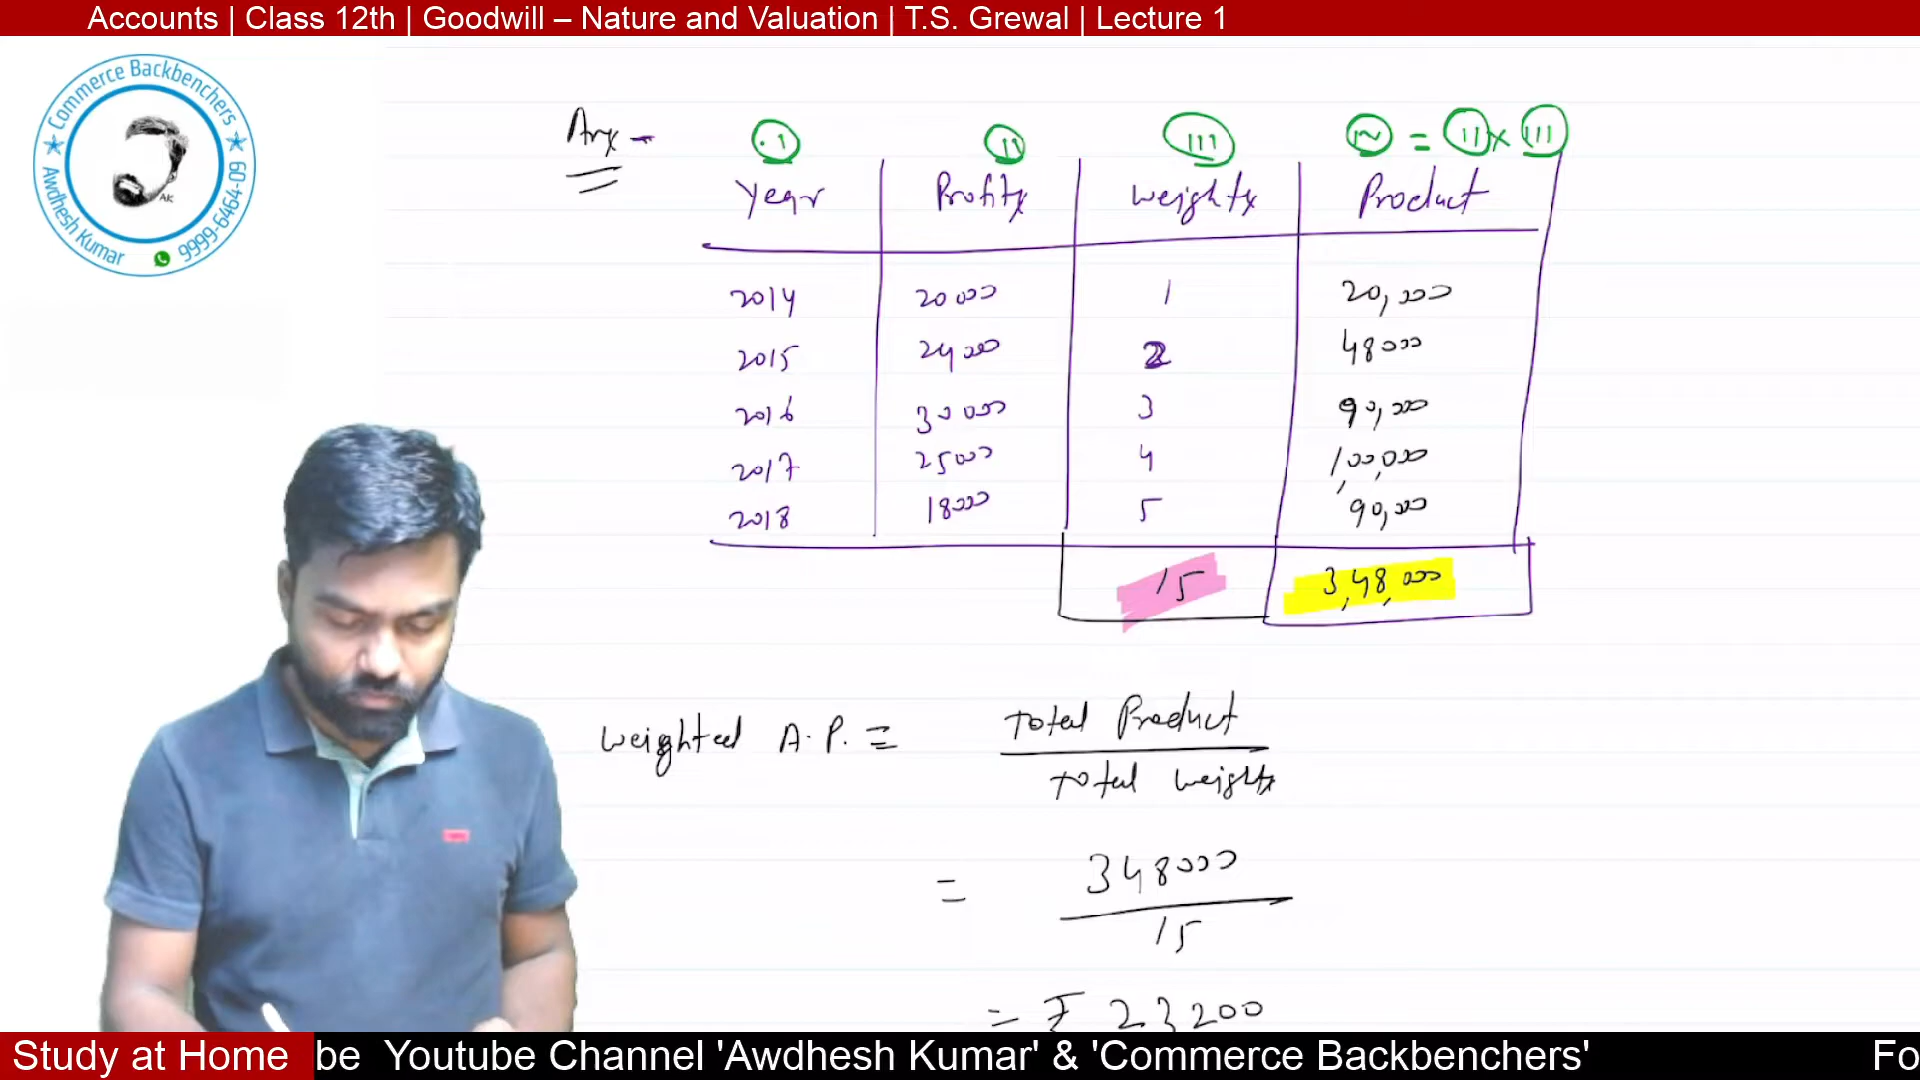 Accounts | Class 12th | Goodwill – Nature and Valuation | T.S. Grewal | Lecture 1
Commerce Backbenchers
Awdhesh Kumar 9999-6464-09
AK
Ans -
I II III IV = II x III
Year Profits Weights Product
2014 20000 1 20,000
2015 24000 2 48000
2016 30000 3 90,000
2017 25000 4 1,00,000
2018 18000 5 90,000
15 3,48,000
Weighted A.P. = Total Product
Total Weights
= 348000
15
= ₹ 23200
Study at Home be Youtube Channel 'Awdhesh Kumar' & 'Commerce Backbenchers' Fo